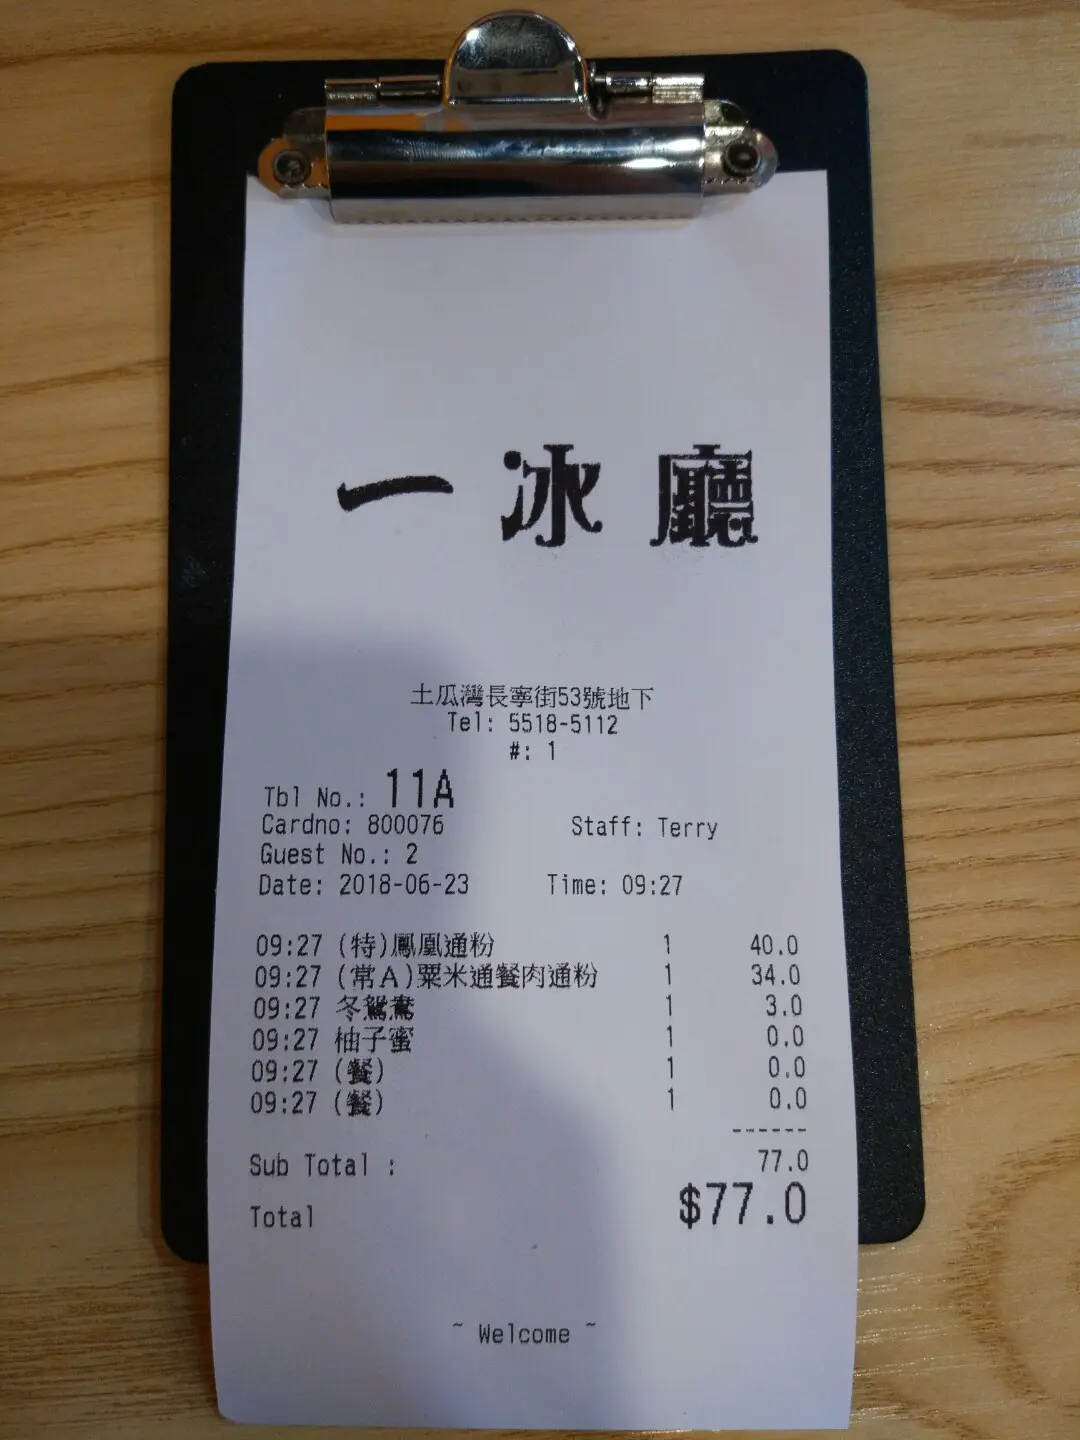 一冰廳
土瓜灣長寧街53號地下
Tel: 5518-5112
#: 1
Tbl No.: 11A
Cardno: 800076 Staff: Terry
Guest No.: 2
Date: 2018-06-23 Time: 09:27
09:27 (特)鳳凰通粉 1 40.0
09:27 (常A)粟米通餐肉通粉 1 34.0
09:27 冬鴛鴦 1 3.0
09:27 柚子蜜 1 0.0
09:27 (餐) 1 0.0
09:27 (餐) 1 0.0
------
Sub Total : 77.0
Total $77.0
~ Welcome ~